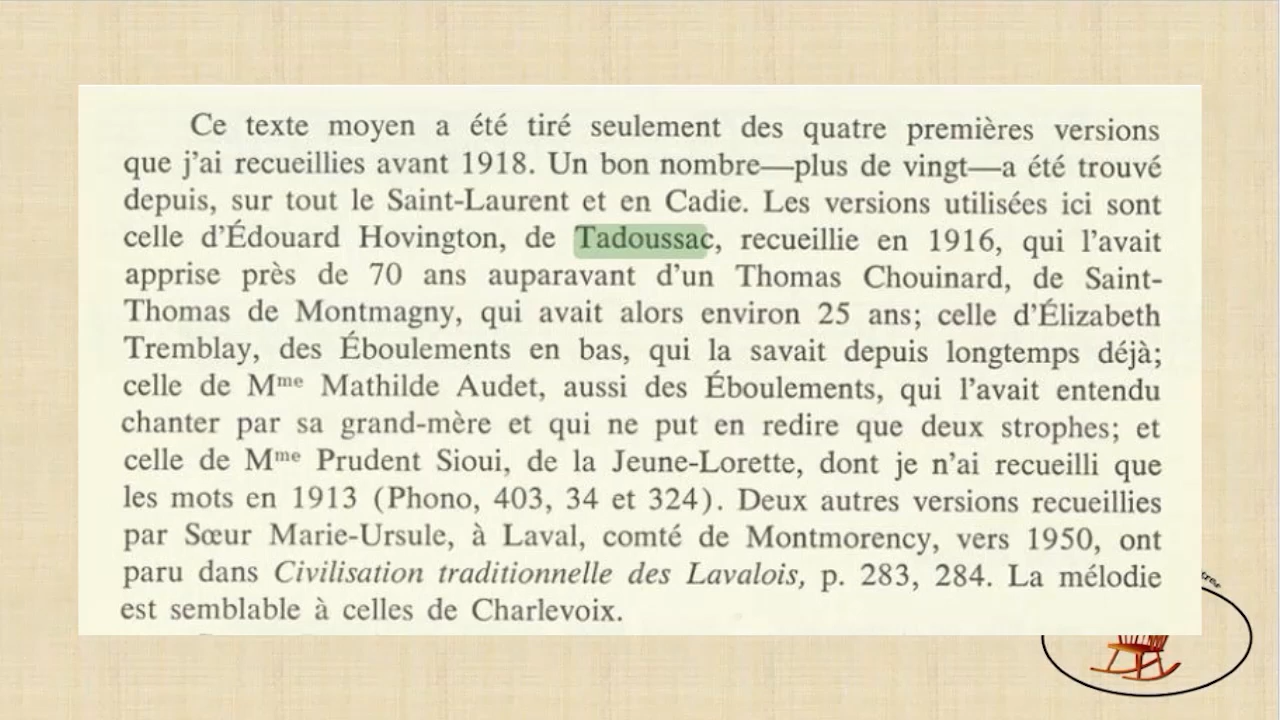 Ce texte moyen a été tiré seulement des quatre premières versions
que j'ai recueillies avant 1918. Un bon nombre—plus de vingt—a été trouvé
depuis, sur tout le Saint-Laurent et en Cadie. Les versions utilisées ici sont
celle d'Édouard Hovington, de Tadoussac, recueillie en 1916, qui l'avait
apprise près de 70 ans auparavant d'un Thomas Chouinard, de Saint-
Thomas de Montmagny, qui avait alors environ 25 ans; celle d'Élizabeth
Tremblay, des Éboulements en bas, qui la savait depuis longtemps déjà;
celle de Mme Mathilde Audet, aussi des Éboulements, qui l'avait entendu
chanter par sa grand-mère et qui ne put en redire que deux strophes; et
celle de Mme Prudent Sioui, de la Jeune-Lorette, dont je n'ai recueilli que
les mots en 1913 (Phono, 403, 34 et 324). Deux autres versions recueillies
par Sœur Marie-Ursule, à Laval, comté de Montmorency, vers 1950, ont
paru dans Civilisation traditionnelle des Lavalois, p. 283, 284. La mélodie
est semblable à celles de Charlevoix.